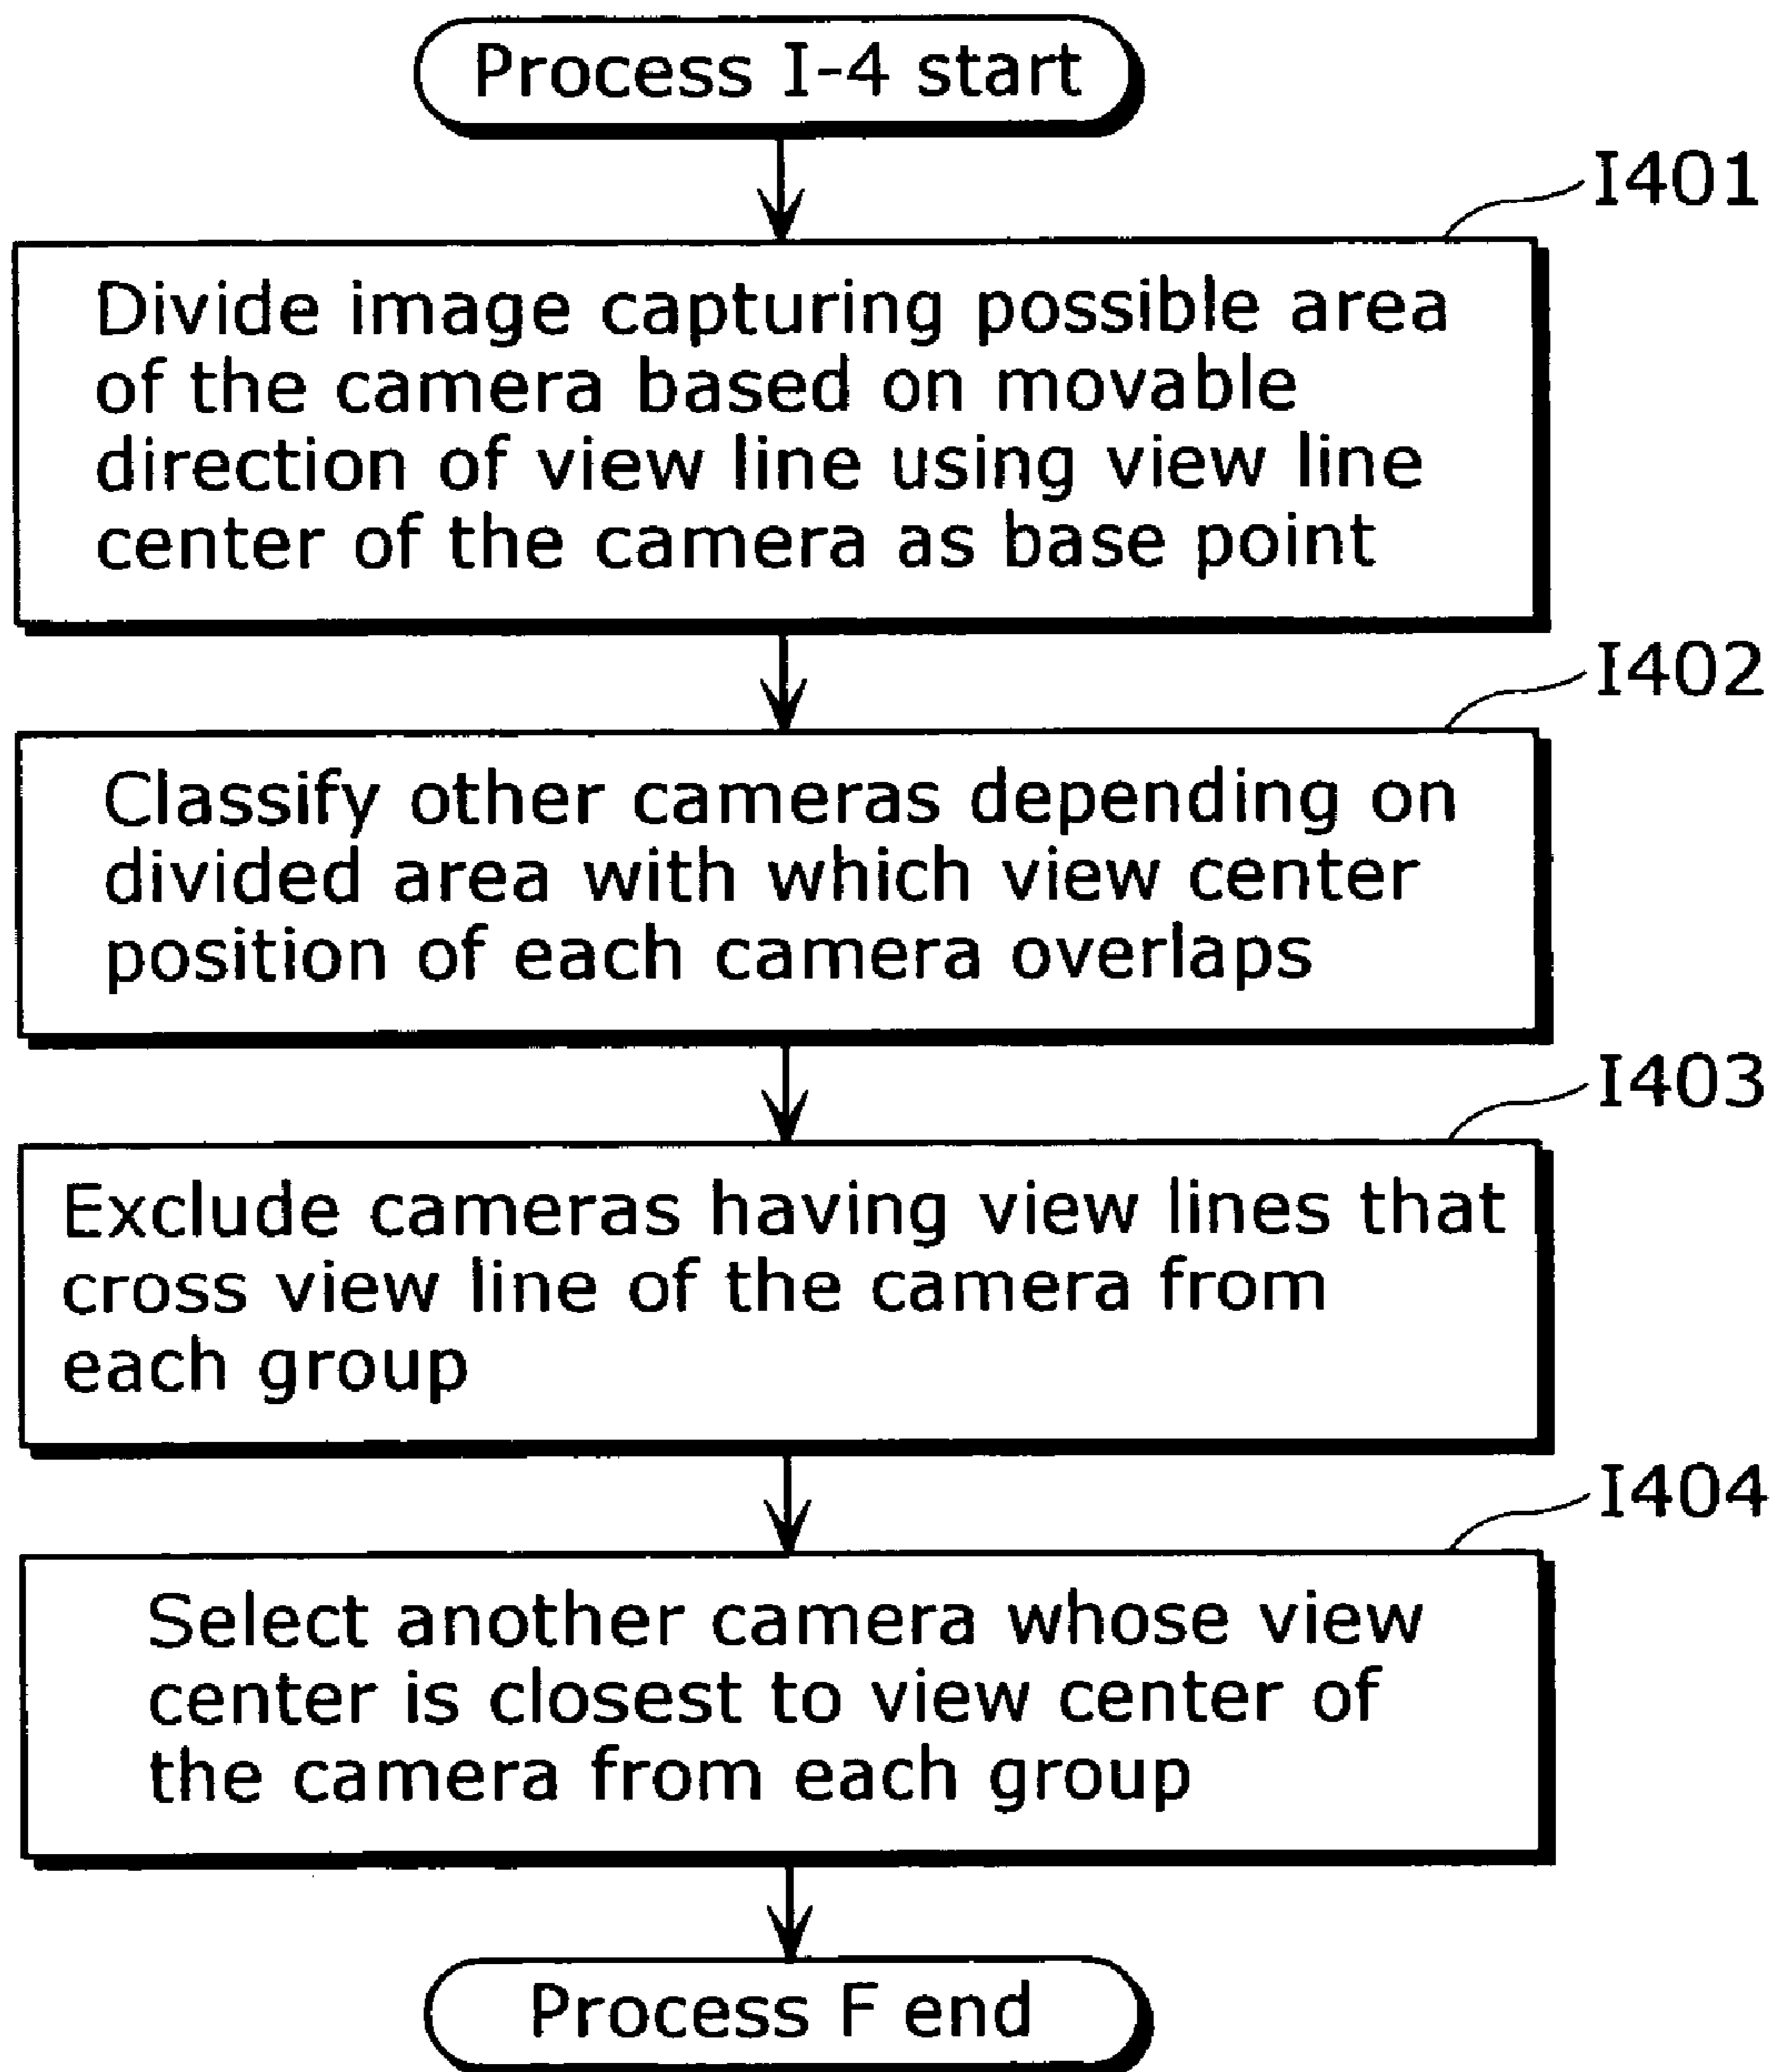 Process I-4 start
I401
Divide image capturing possible area
of the camera based on movable
direction of view line using view line
center of the camera as base point
I402
Classify other cameras depending on
divided area with which view center
position of each camera overlaps
I403
Exclude cameras having view lines that
cross view line of the camera from
each group
I404
Select another camera whose view
center is closest to view center of
the camera from each group
Process F end